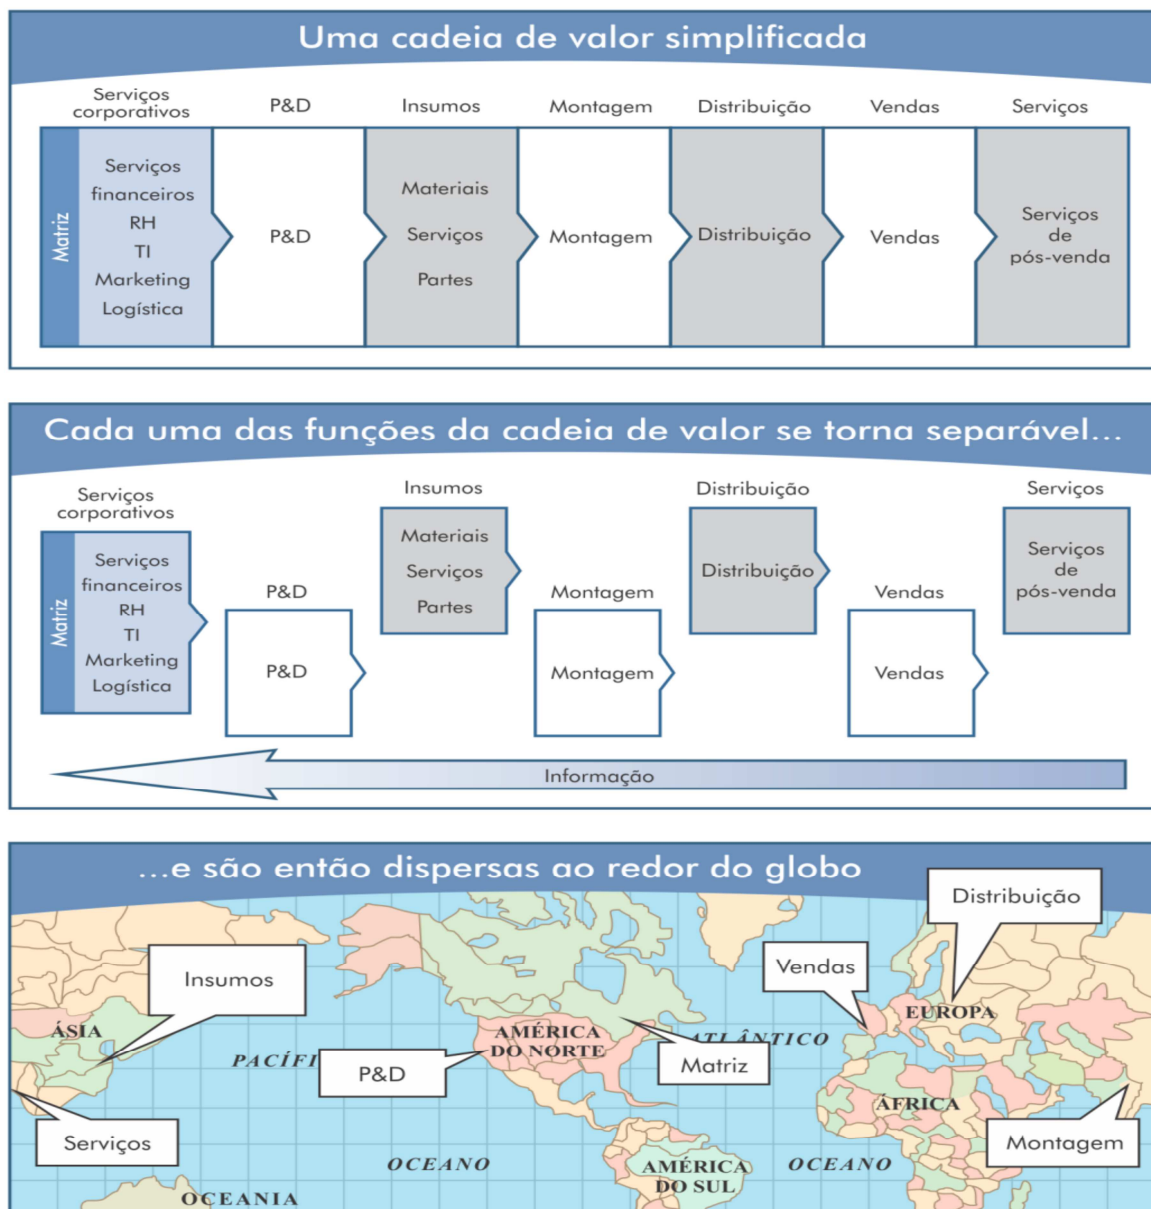 Uma cadeia de valor simplificada
Serviços
corporativos
P&D
Insumos
Montagem
Distribuição
Vendas
Serviços
Matriz
Serviços
financeiros
RH
TI
Marketing
Logística
P&D
Materiais
Serviços
Partes
Montagem
Distribuição
Vendas
Serviços
de
pós-venda
Cada uma das funções da cadeia de valor se torna separável...
Serviços
corporativos
P&D
Insumos
Montagem
Distribuição
Vendas
Serviços
Matriz
Serviços
financeiros
RH
TI
Marketing
Logística
P&D
Materiais
Serviços
Partes
Montagem
Distribuição
Vendas
Serviços
de
pós-venda
Informação
...e são então dispersas ao redor do globo
Distribuição
Vendas
Insumos
EUROPA
ÁSIA
AMÉRICA
DO NORTE
ATLÂNTICO
PACÍFI
P&D
Matriz
ÁFRICA
Serviços
Montagem
OCEANO
AMÉRICA
DO SUL
OCEANO
OCEANIA